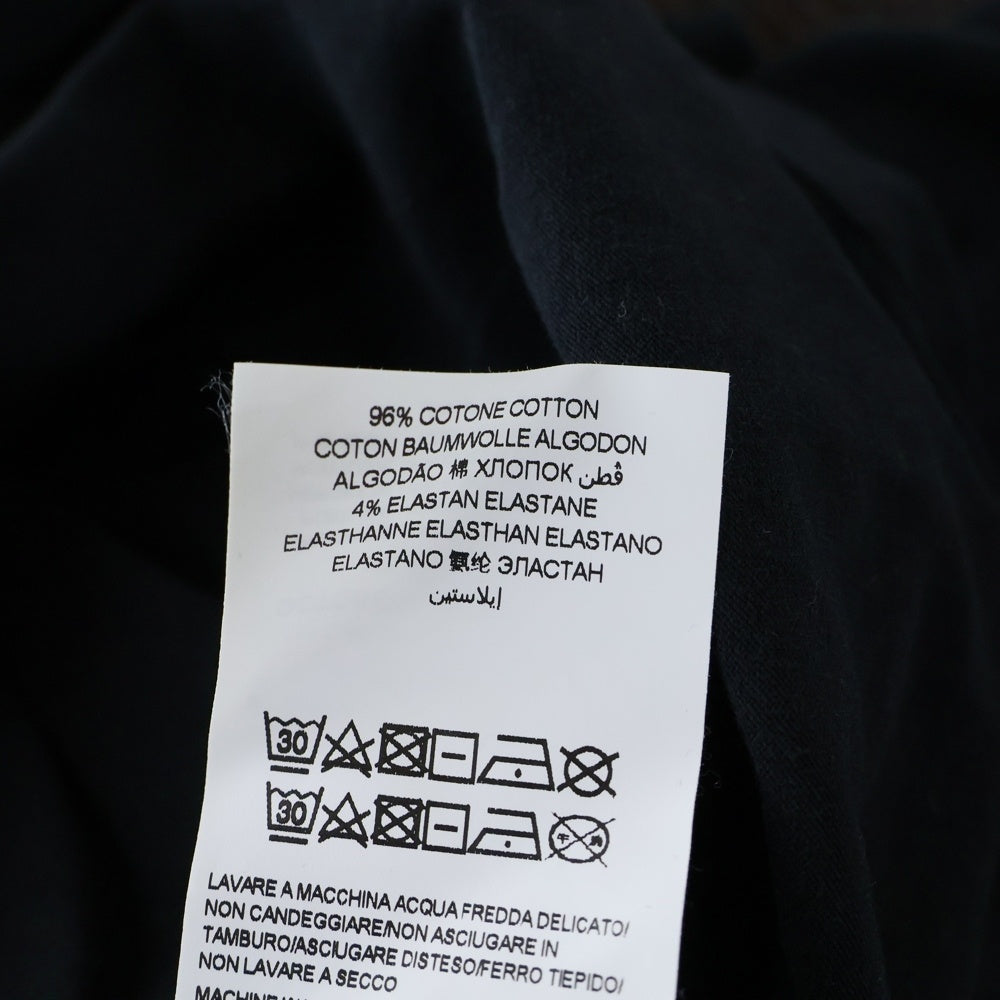 96% COTONE COTTON
COTON BAUMWOLLE ALGODON
ALGODÃO 棉 ХЛОПОК قطن
4% ELASTAN ELASTANE
ELASTHANNE ELASTHAN ELASTANO
ELASTANO 氨纶 ЭЛАСТАН
إيلاستين
30
30 干
LAVARE A MACCHINA ACQUA FREDDA DELICATO/
NON CANDEGGIARE/NON ASCIUGARE IN
TAMBURO/ASCIUGARE DISTESO/FERRO TIEPIDO/
NON LAVARE A SECCO